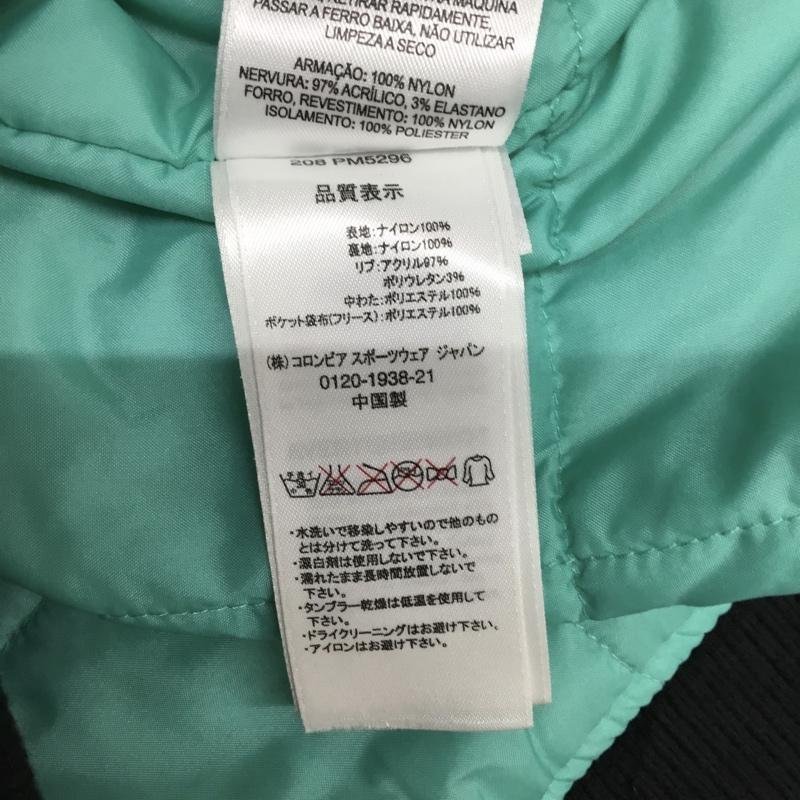 MÁQUINA
RETIRAR RAPIDAMENTE,
PASSAR A FERRO BAIXA, NÃO UTILIZAR
LIMPEZA A SECO
ARMAÇÃO: 100% NYLON
NERVURA: 97% ACRÍLICO, 3% ELASTANO
FORRO, REVESTIMENTO: 100% NYLON
ISOLAMENTO: 100% POLIESTER
208 PM5296
品質表示
表地:ナイロン100%
裏地:ナイロン100%
リブ:アクリル97%
ポリウレタン3%
中わた:ポリエステル100%
ポケット袋布(フリース):ポリエステル100%
(株)コロンビア スポーツウェア ジャパン
0120-1938-21
中国製
・水洗いで移染しやすいので他のもの
とは分けて洗って下さい。
・漂白剤は使用しないで下さい。
・濡れたまま長時間放置しないで
下さい。
・タンブラー乾燥は低温を使用して
下さい。
・ドライクリーニングはお避け下さい。
・アイロンはお避け下さい。